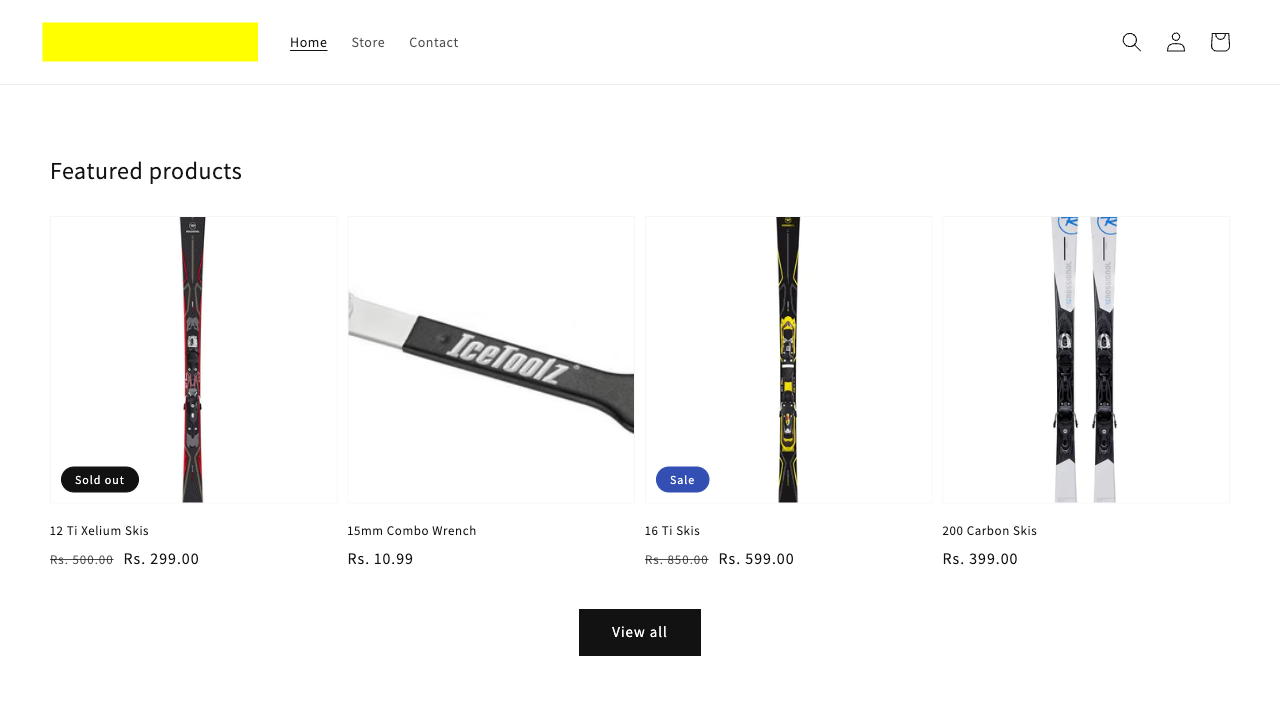 Home Store Contact
Featured products
IceToolz
Sold out
Sale
12 Ti Xelium Skis
15mm Combo Wrench
16 Ti Skis
200 Carbon Skis
Rs. 500.00 Rs. 299.00
Rs. 10.99
Rs. 850.00 Rs. 599.00
Rs. 399.00
View all